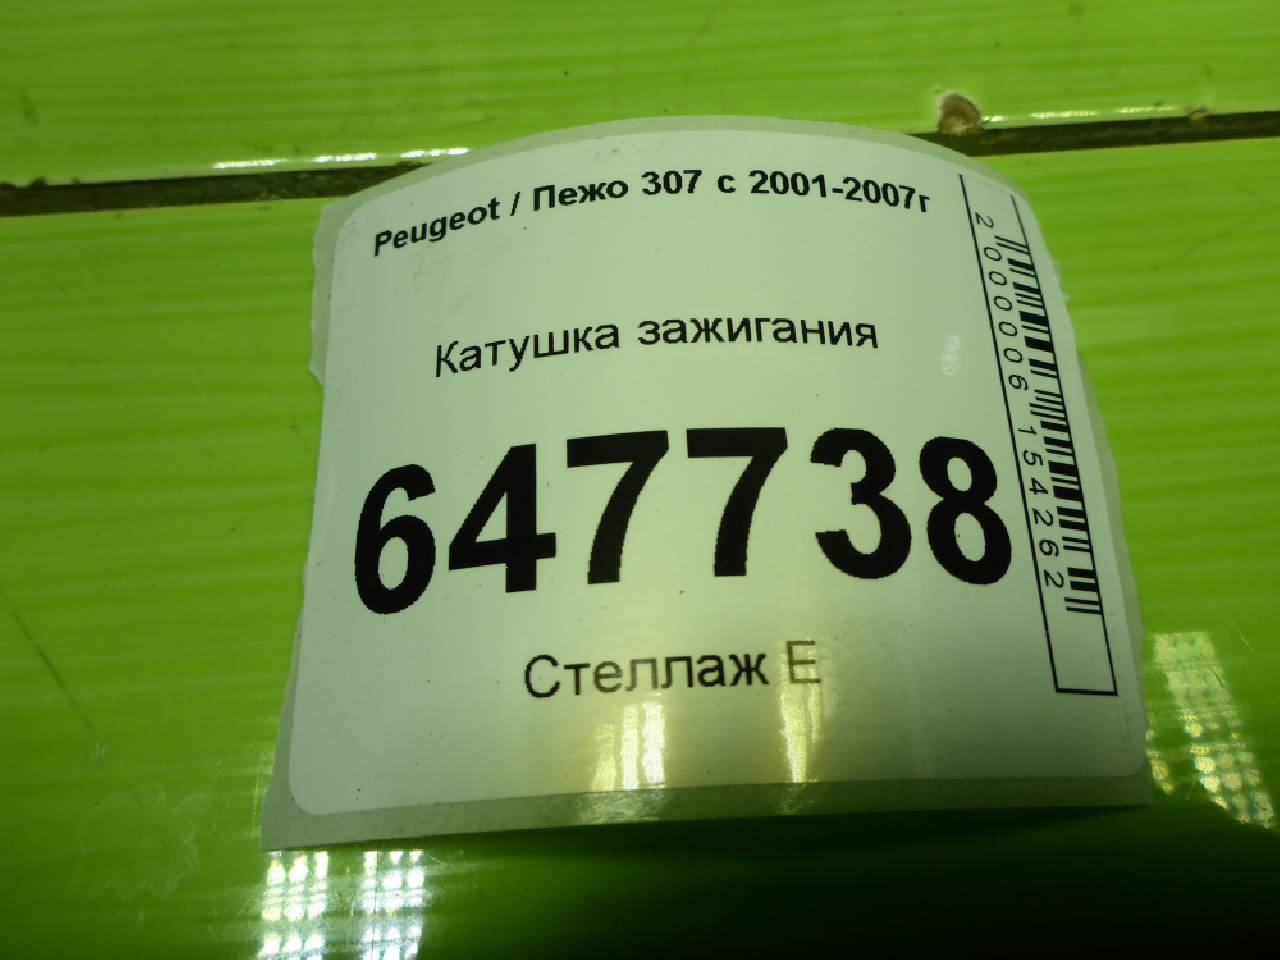 Peugeot / Пежо 307 с 2001-2007г
Катушка зажигания
647738
Стеллаж Е
2000006154262